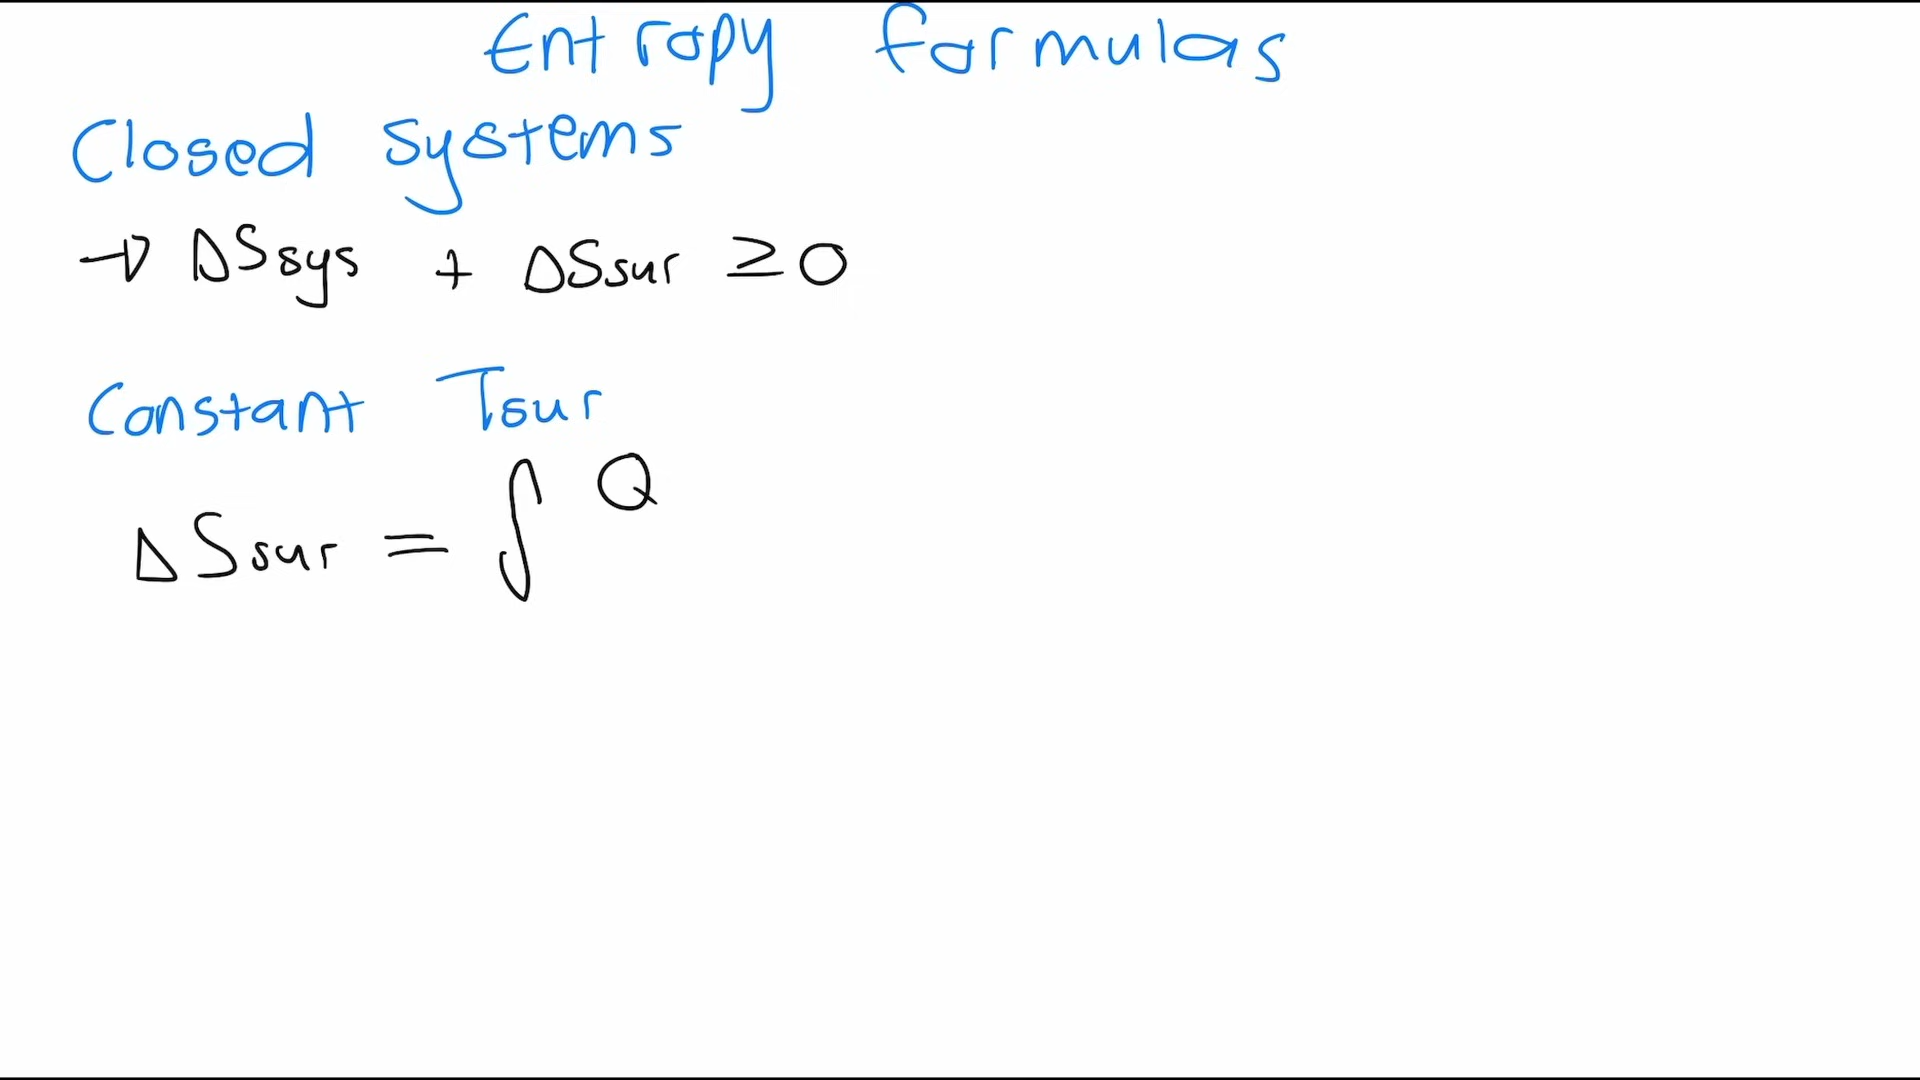 Entropy formulas
Closed systems
→ ΔSsys + ΔSsur ≥ 0
Constant Tsur
ΔSsur = ∫ Q